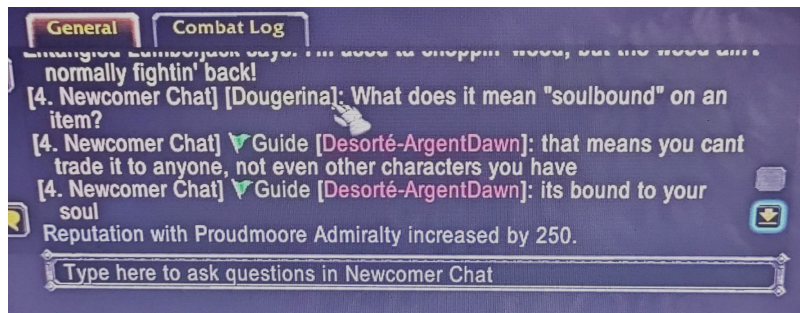 General
Combat Log
normally fightin' back!
[4. Newcomer Chat] [Dougerina]: What does it mean "soulbound" on an
item?
[4. Newcomer Chat] Guide [Desorté-ArgentDawn]: that means you cant
trade it to anyone, not even other characters you have
[4. Newcomer Chat] Guide [Desorté-ArgentDawn]: its bound to your
soul
Reputation with Proudmoore Admiralty increased by 250.
Type here to ask questions in Newcomer Chat